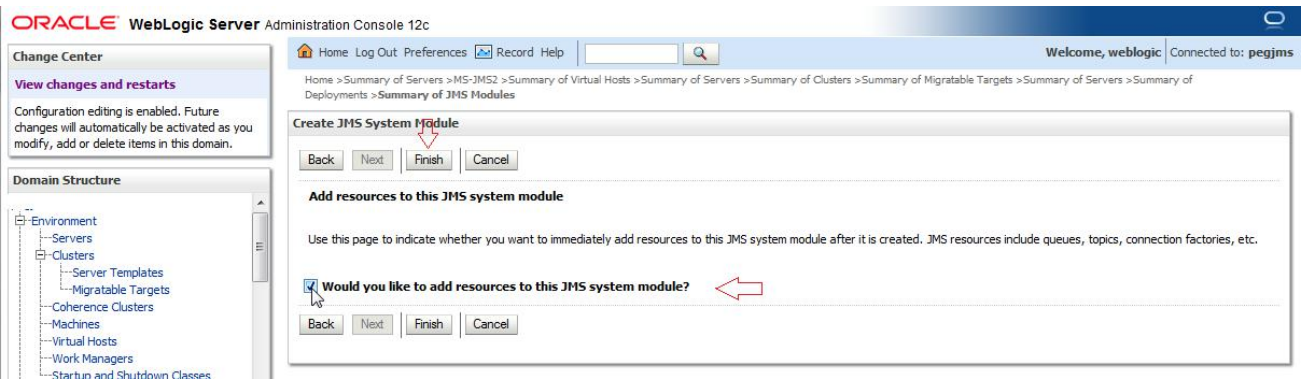 ORACLE WebLogic Server Administration Console 12c
Change Center
View changes and restarts
Configuration editing is enabled. Future
changes will automatically be activated as you
modify, add or delete items in this domain.
Domain Structure
Environment
Servers
Clusters
Server Templates
Migratable Targets
Coherence Clusters
Machines
Virtual Hosts
Work Managers
Startup and Shutdown Classes
Home Log Out Preferences Record Help
Welcome, weblogic Connected to: pegjms
Home >Summary of Servers >MS-JMS2 >Summary of Virtual Hosts >Summary of Servers >Summary of Clusters >Summary of Migratable Targets >Summary of Servers >Summary of
Deployments >Summary of JMS Modules
Create JMS System Module
Back Next Finish Cancel
Add resources to this JMS system module
Use this page to indicate whether you want to immediately add resources to this JMS system module after it is created. JMS resources include queues, topics, connection factories, etc.
Would you like to add resources to this JMS system module?
Back Next Finish Cancel